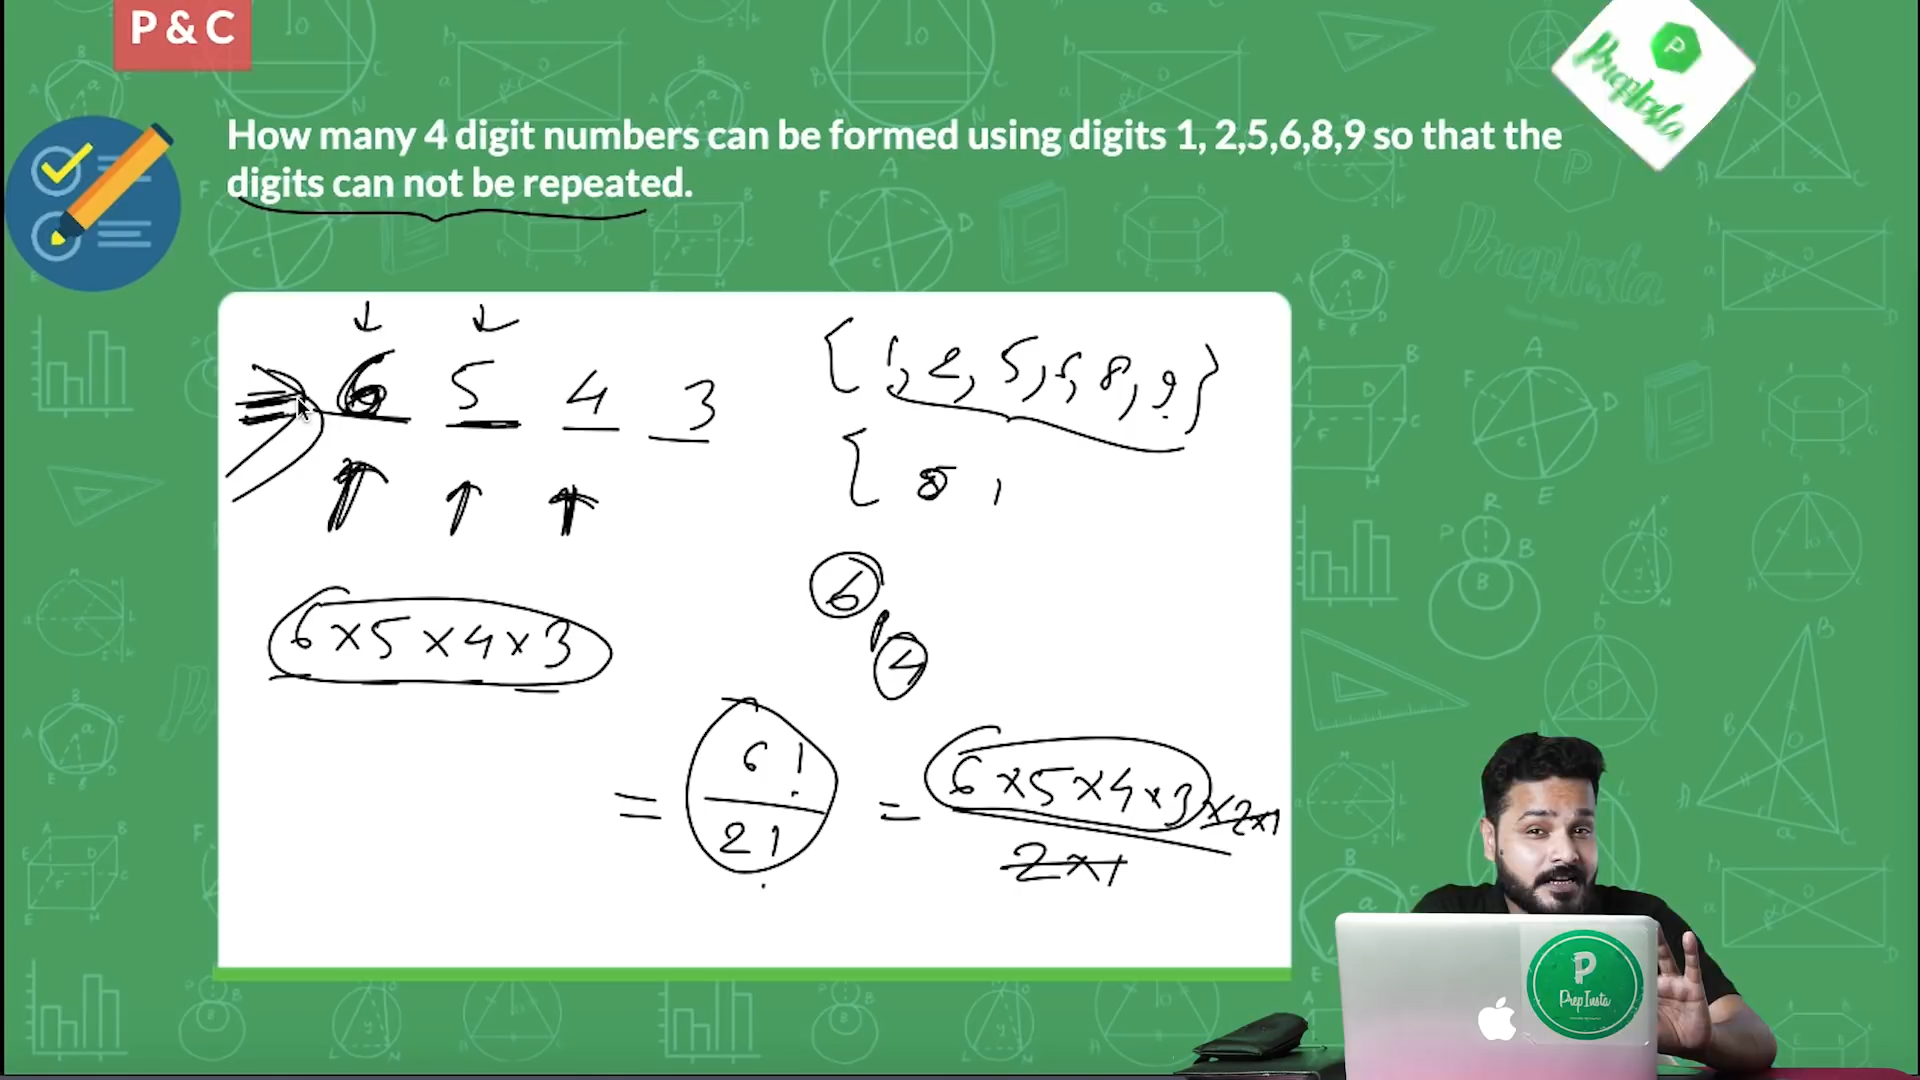 P & C
PrepInsta
How many 4 digit numbers can be formed using digits 1, 2,5,6,8,9 so that the
digits can not be repeated.
6 5 4 3
{1, 2, 5, 6, 8, 9}
6×5×4×3
6
4
= 6!/2! = 6×5×4×3×2×1/2×1
P
PrepInsta